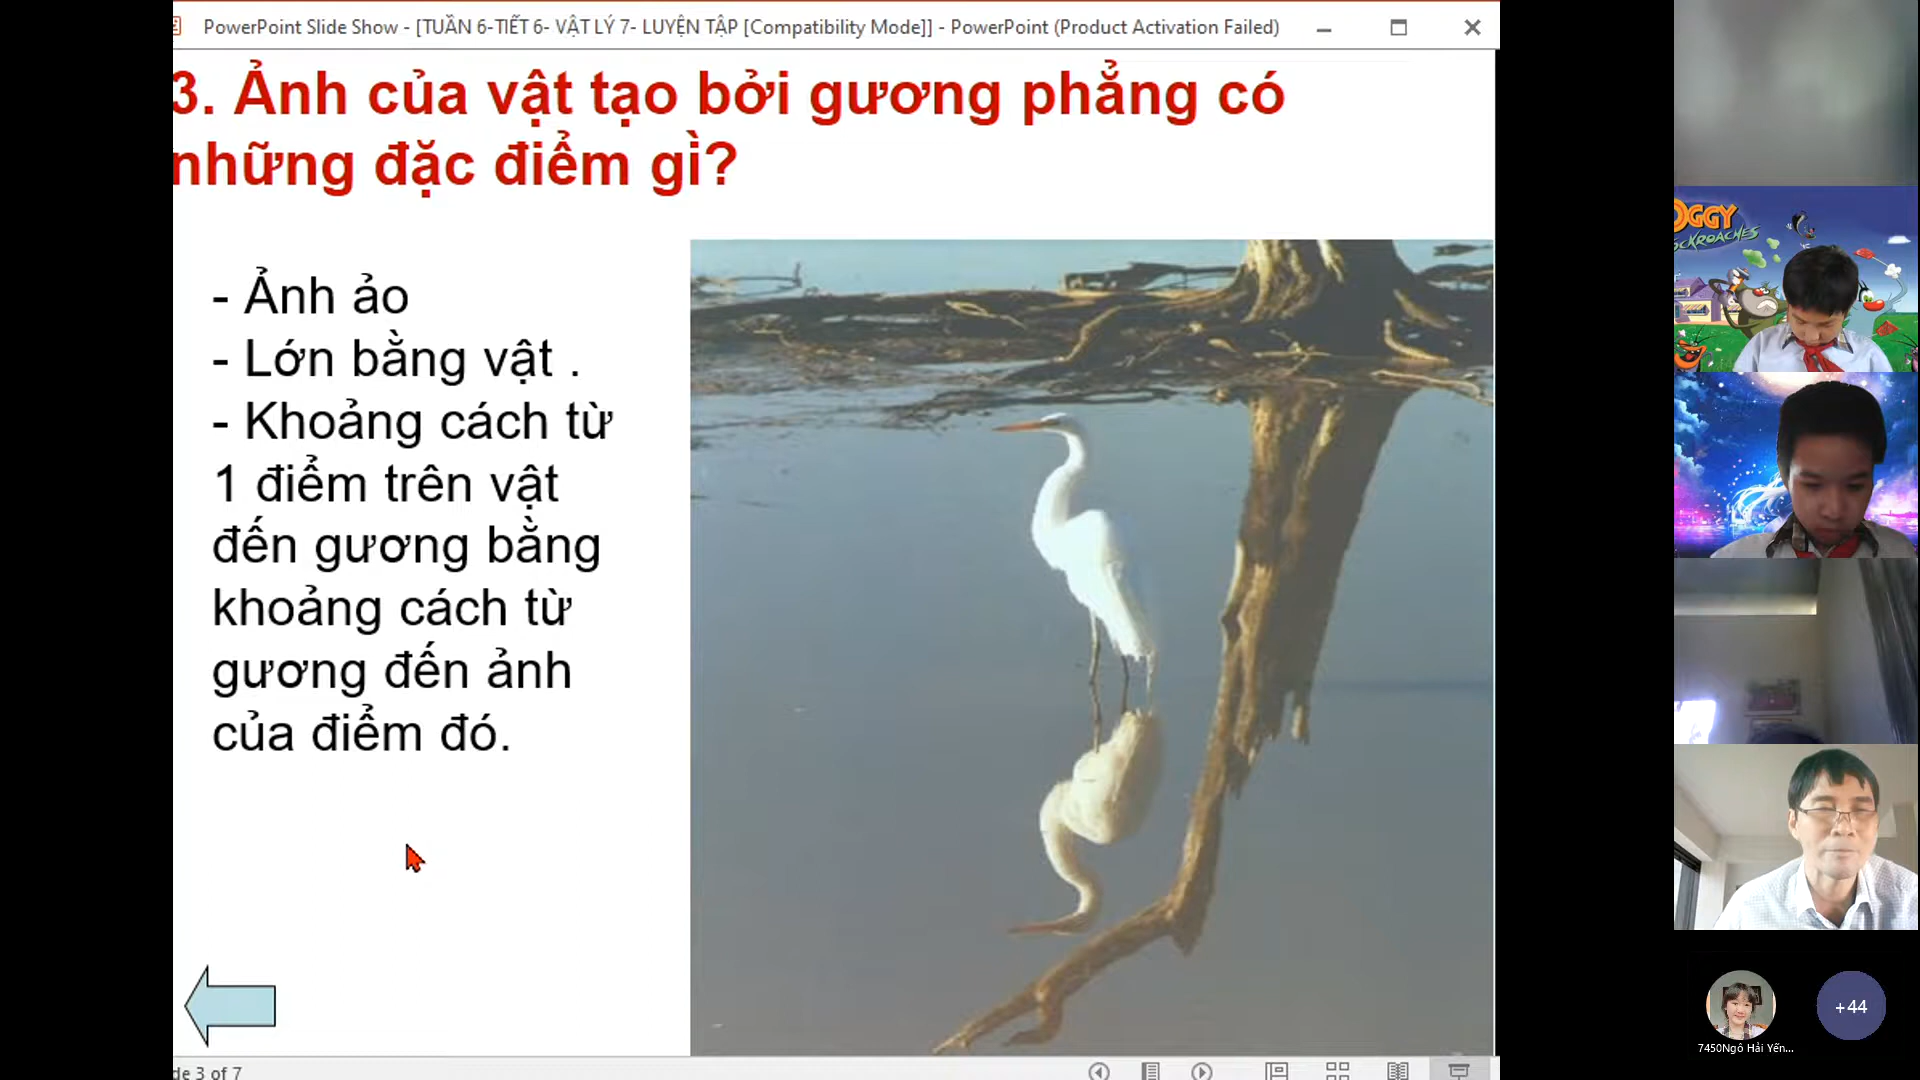 PowerPoint Slide Show - [TUẦN 6-TIẾT 6- VẬT LÝ 7- LUYỆN TẬP [Compatibility Mode]] - PowerPoint (Product Activation Failed)
3. Ảnh của vật tạo bởi gương phẳng có
những đặc điểm gì?
- Ảnh ảo
- Lớn bằng vật .
- Khoảng cách từ
1 điểm trên vật
đến gương bằng
khoảng cách từ
gương đến ảnh
của điểm đó.
de 3 of 7
OGGY
OCKROACHES
+44
7450Ngô Hải Yến...